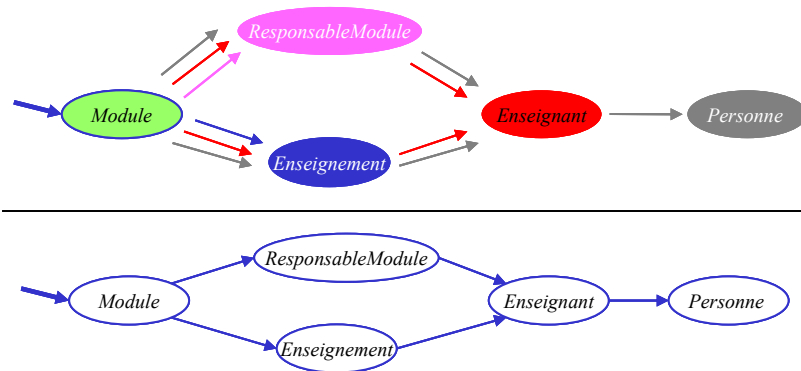 ResponsableModule
Module
Enseignant
Personne
Enseignement
ResponsableModule
Module
Enseignant
Personne
Enseignement